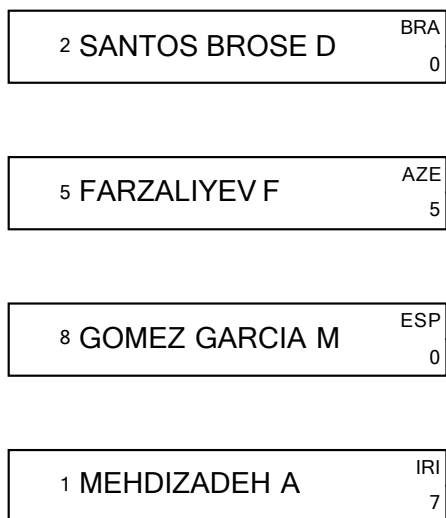 2 SANTOS BROSE D BRA
0
5 FARZALIYEV F AZE
5
8 GOMEZ GARCIA M ESP
0
1 MEHDIZADEH A IRI
7